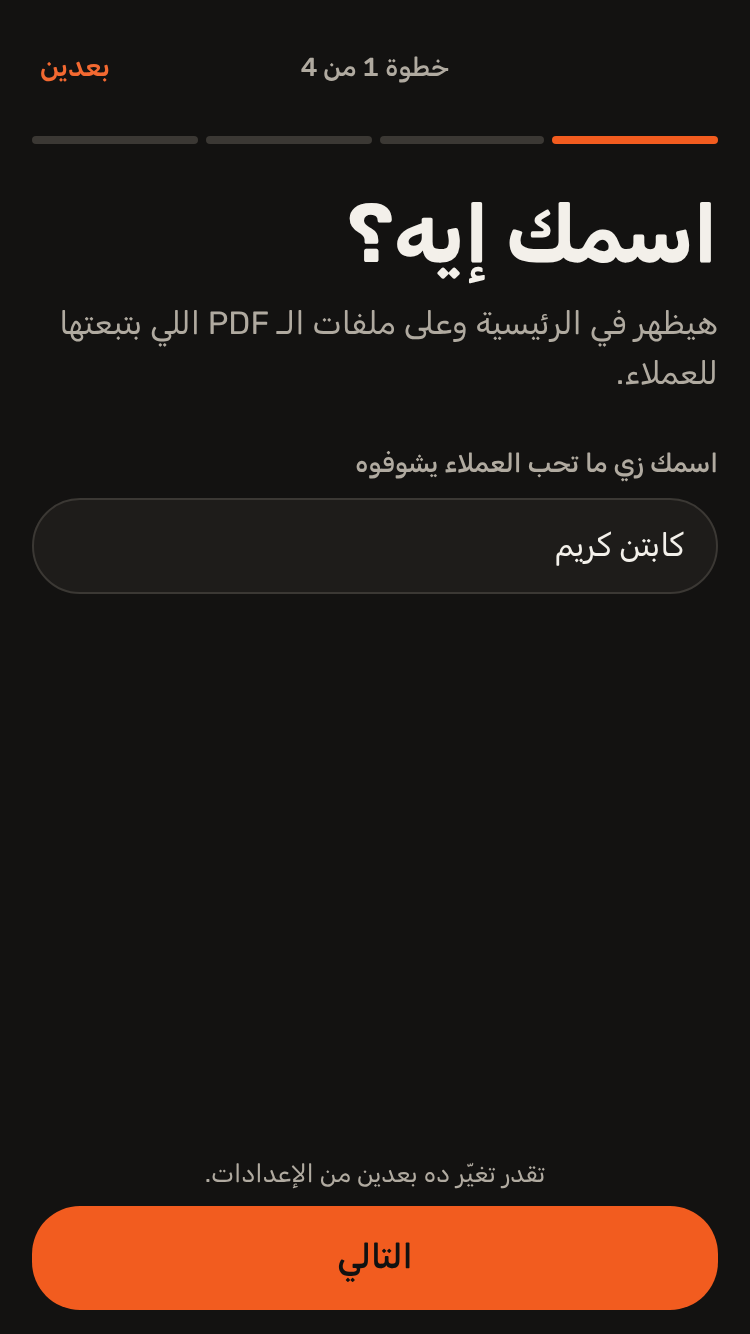 خطوة 1 من 4
بعدين
اسمك إيه؟
هيظهر في الرئيسية وعلى ملفات الـ PDF اللي بتبعتها
للعملاء.
اسمك زي ما تحب العملاء يشوفوه
كابتن كريم
تقدر تغيّر ده بعدين من الإعدادات.
التالي